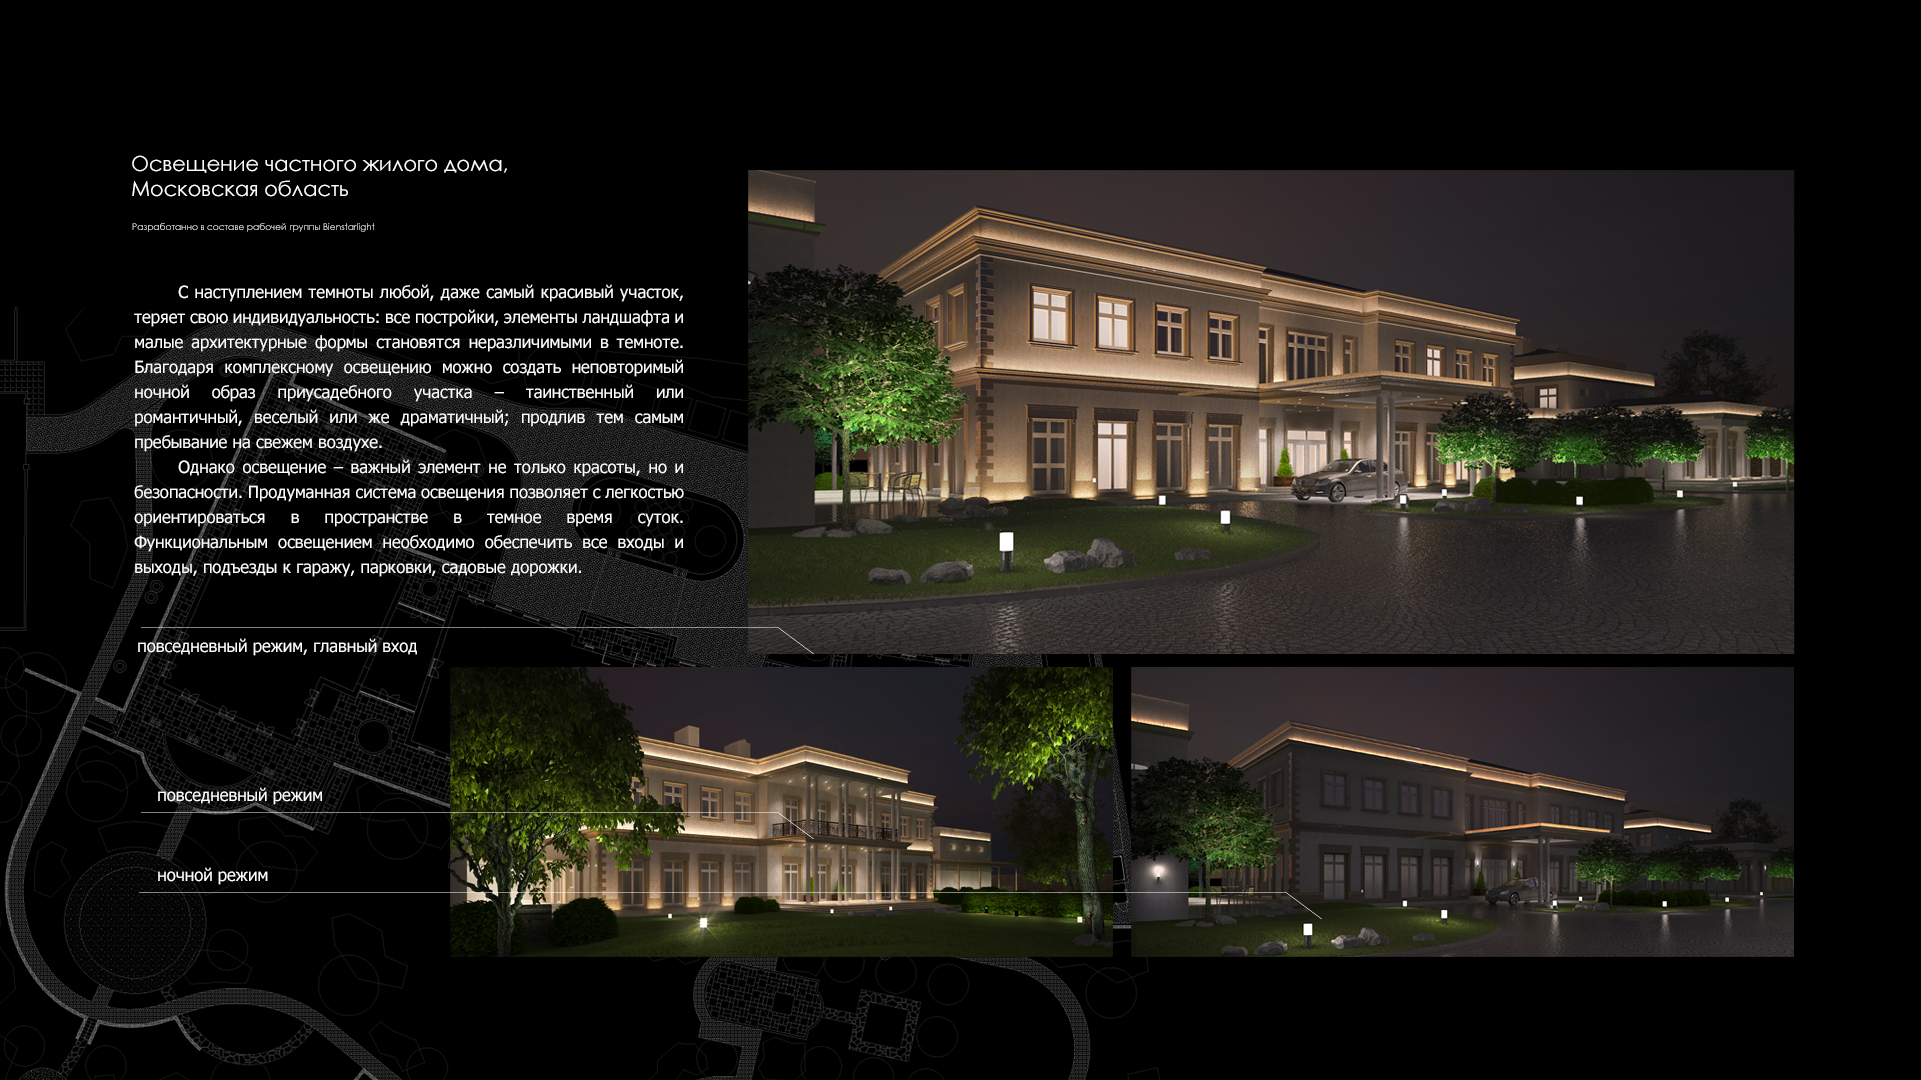 Освещение частного жилого дома,
Московская область
Разработанно в составе рабочей группы Bienstarlight
С наступлением темноты любой, даже самый красивый участок,
теряет свою индивидуальность: все постройки, элементы ландшафта и
малые архитектурные формы становятся неразличимыми в темноте.
Благодаря комплексному освещению можно создать неповторимый
ночной образ приусадебного участка – таинственный или
романтичный, веселый или же драматичный; продлив тем самым
пребывание на свежем воздухе.
Однако освещение – важный элемент не только красоты, но и
безопасности. Продуманная система освещения позволяет с легкостью
ориентироваться в пространстве в темное время суток.
Функциональным освещением необходимо обеспечить все входы и
выходы, подъезды к гаражу, парковки, садовые дорожки.
повседневный режим, главный вход
повседневный режим
ночной режим